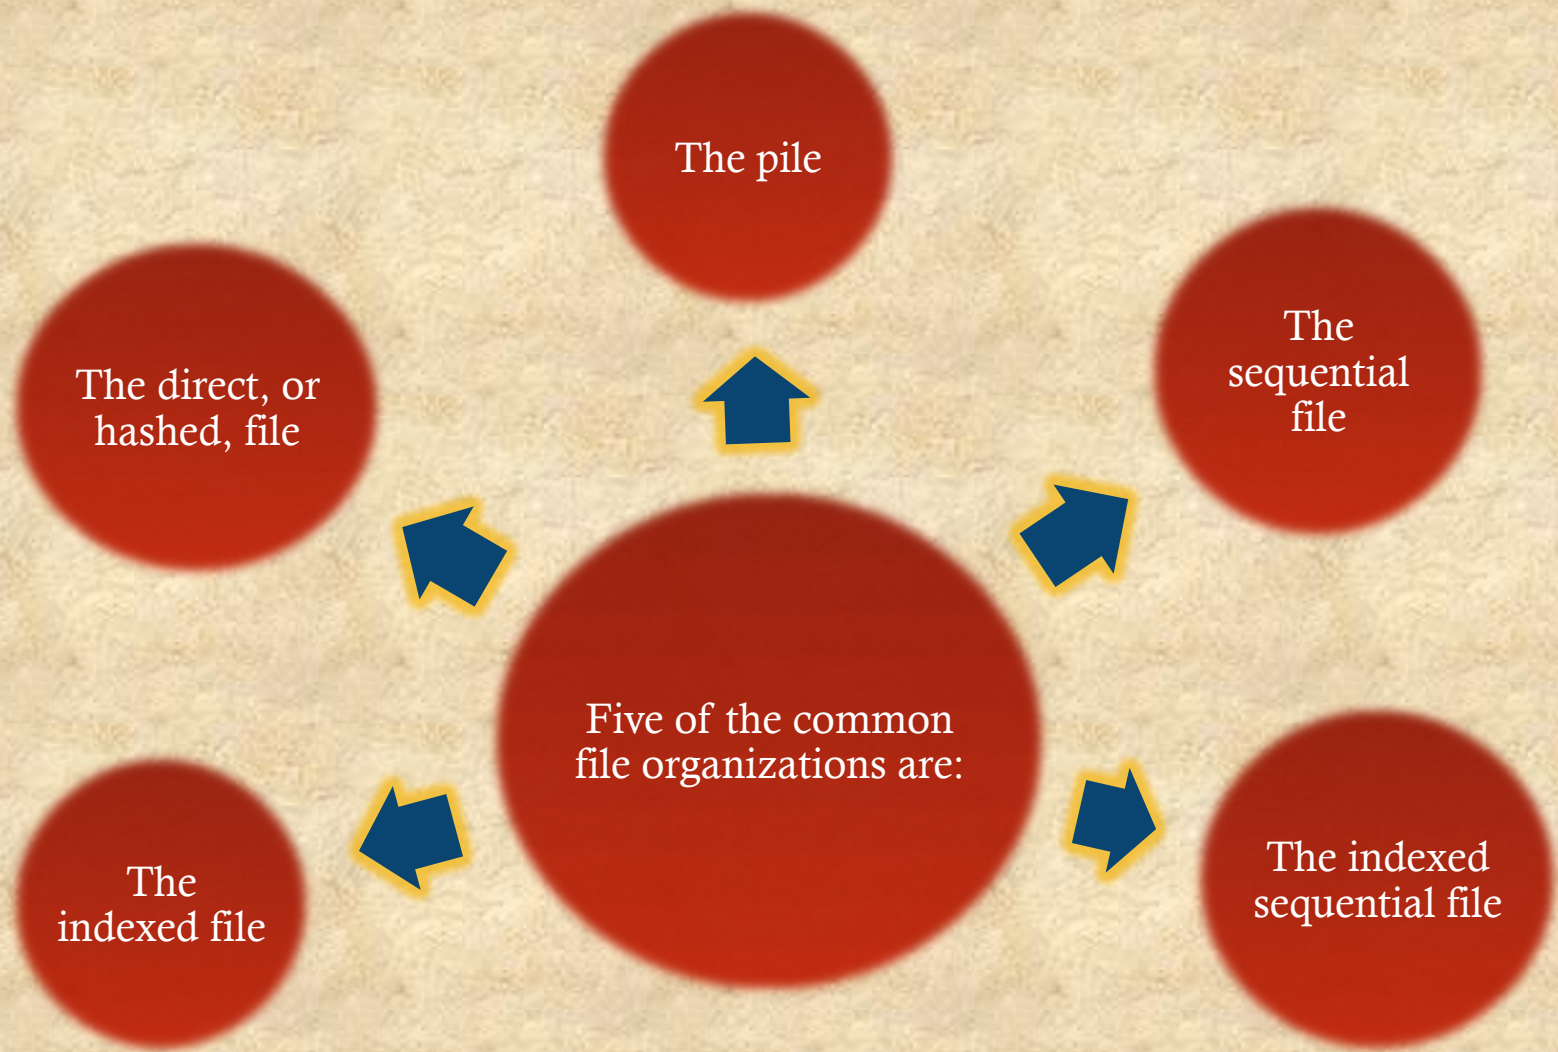 The pile
The
sequential
file
The indexed
sequential file
The
indexed file
The direct, or
hashed, file
Five of the common
file organizations are: